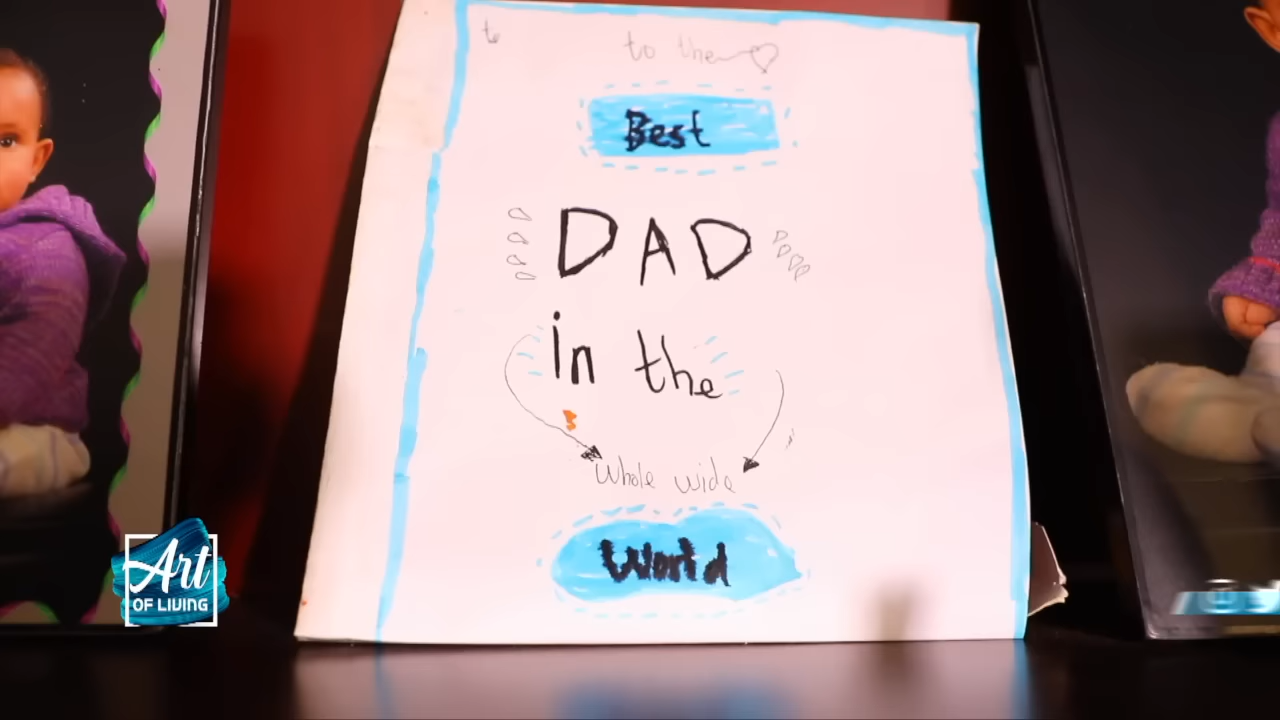 to
to the
Best
DAD
in the
whole wide
World
Art
OF LIVING